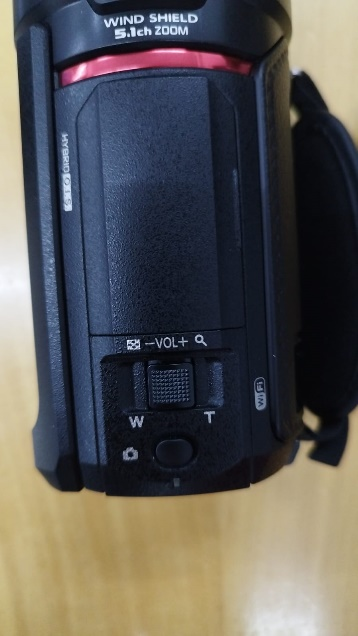 WIND SHIELD
5.1ch ZOOM
HYBRID O.I.S.
-VOL+
W T
Wi-Fi